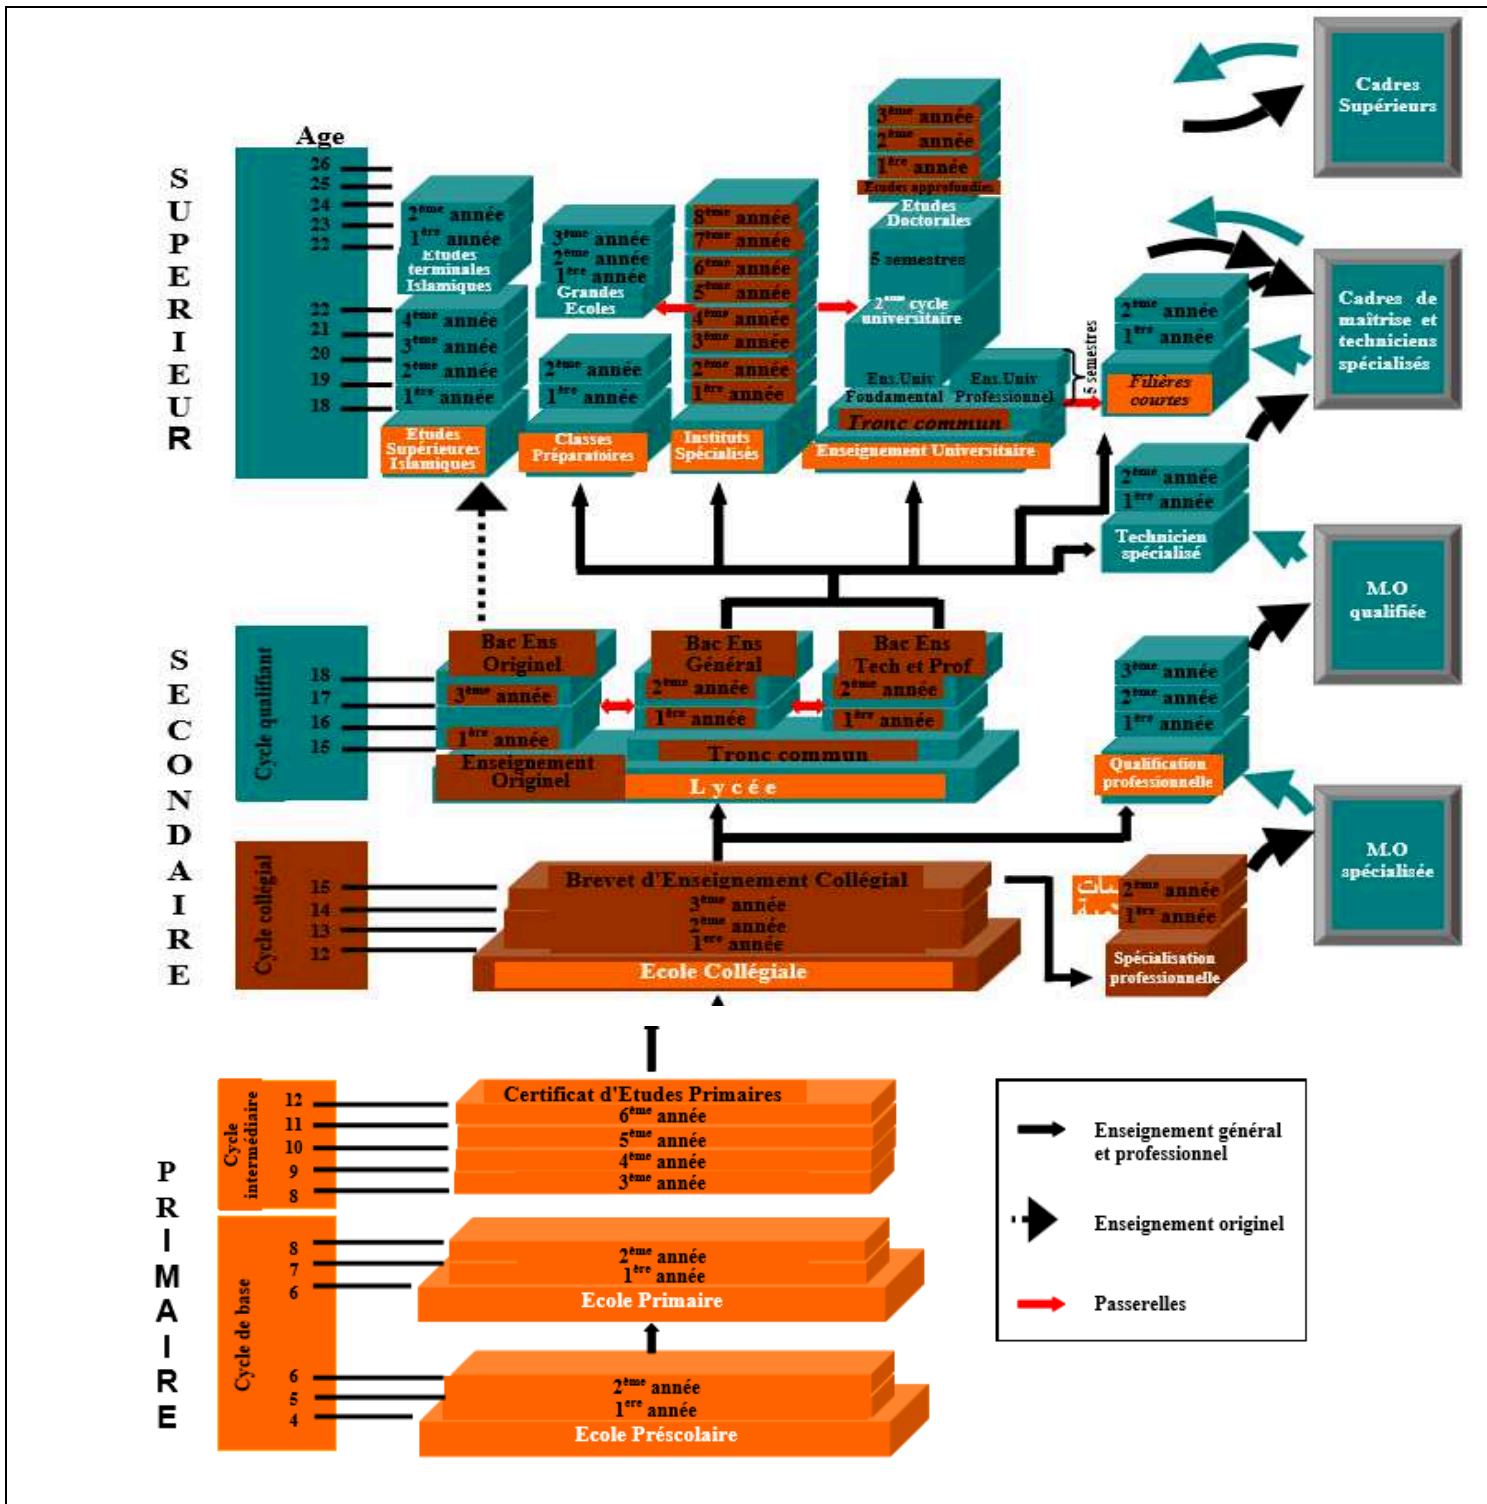 SUPERIEUR
Age
26
25
24
23
22
22
21
20
19
18
2ème année
1ère année
Etudes
terminales
Islamiques
4ème année
3ème année
2ème année
1ère année
Etudes
Supérieures
Islamiques
3ème année
2ème année
1ère année
Grandes
Ecoles
2ème année
1ère année
Classes
Préparatoires
8ème année
7ème année
6ème année
5ème année
4ème année
3ème année
2ème année
1ère année
Instituts
Spécialisés
3ème année
2ème année
1ère année
Etudes approfondies
Etudes
Doctorales
5 semestres
2ème cycle
universitaire
Ens.Univ
Fondamental
Ens.Univ
Professionnel
5 semestres
Tronc commun
Enseignement Universitaire
2ème année
1ère année
Filières
courtes
2ème année
1ère année
Technicien
spécialisé
Cadres
Supérieurs
Cadres de
maîtrise et
techniciens
spécialisés
M.O
qualifiée
M.O
spécialisée
SECONDAIRE
Cycle qualifiant
18
17
16
15
Bac Ens
Originel
3ème année
1ère année
Enseignement
Originel
Bac Ens
Général
2ème année
1ère année
Bac Ens
Tech et Prof
2ème année
1ère année
Tronc commun
Lycée
3ème année
2ème année
1ère année
Qualification
professionnelle
Cycle collégial
15
14
13
12
Brevet d'Enseignement Collégial
3ème année
2ème année
1ere année
Ecole Collégiale
2ème année
1ère année
Spécialisation
professionnelle
PRIMAIRE
Cycle
intermédiaire
12
11
10
9
8
Certificat d'Etudes Primaires
6ème année
5ème année
4ème année
3ème année
Cycle de base
8
7
6
2ème année
1ère année
Ecole Primaire
6
5
4
2ème année
1ere année
Ecole Préscolaire
Enseignement général
et professionnel
Enseignement originel
Passerelles